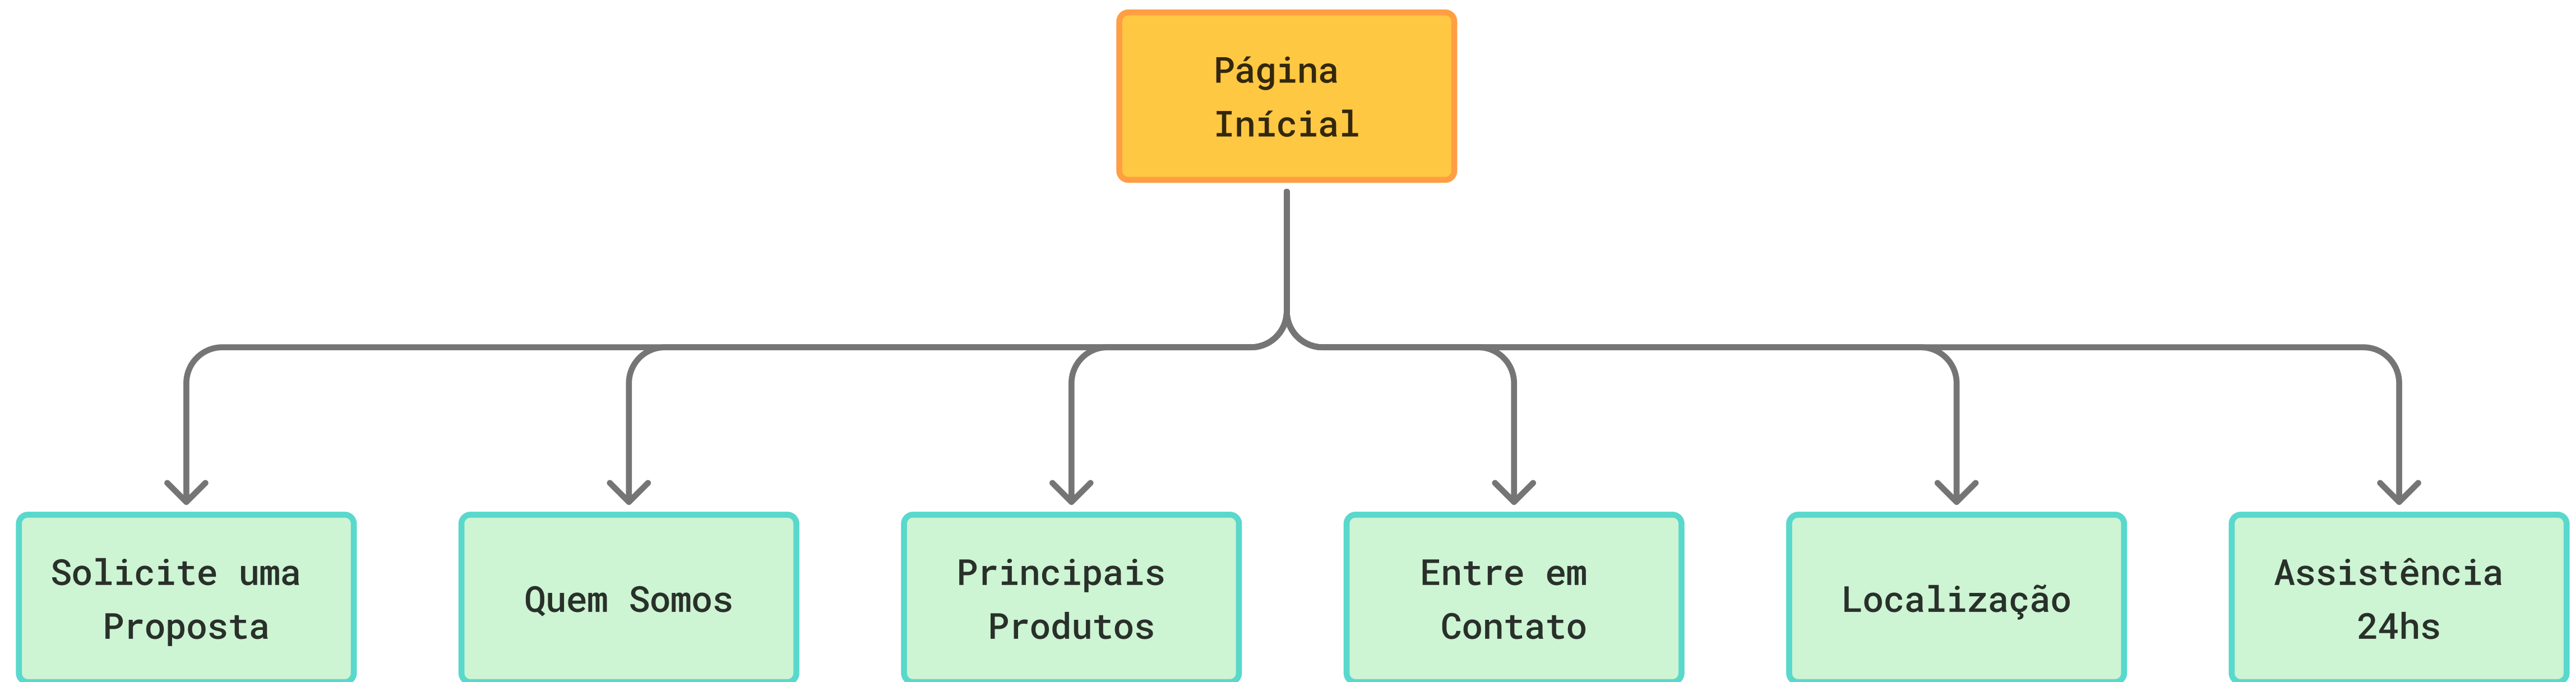 Página
Inícial
Solicite uma
Proposta
Quem Somos
Principais
Produtos
Entre em
Contato
Localização
Assistência
24hs